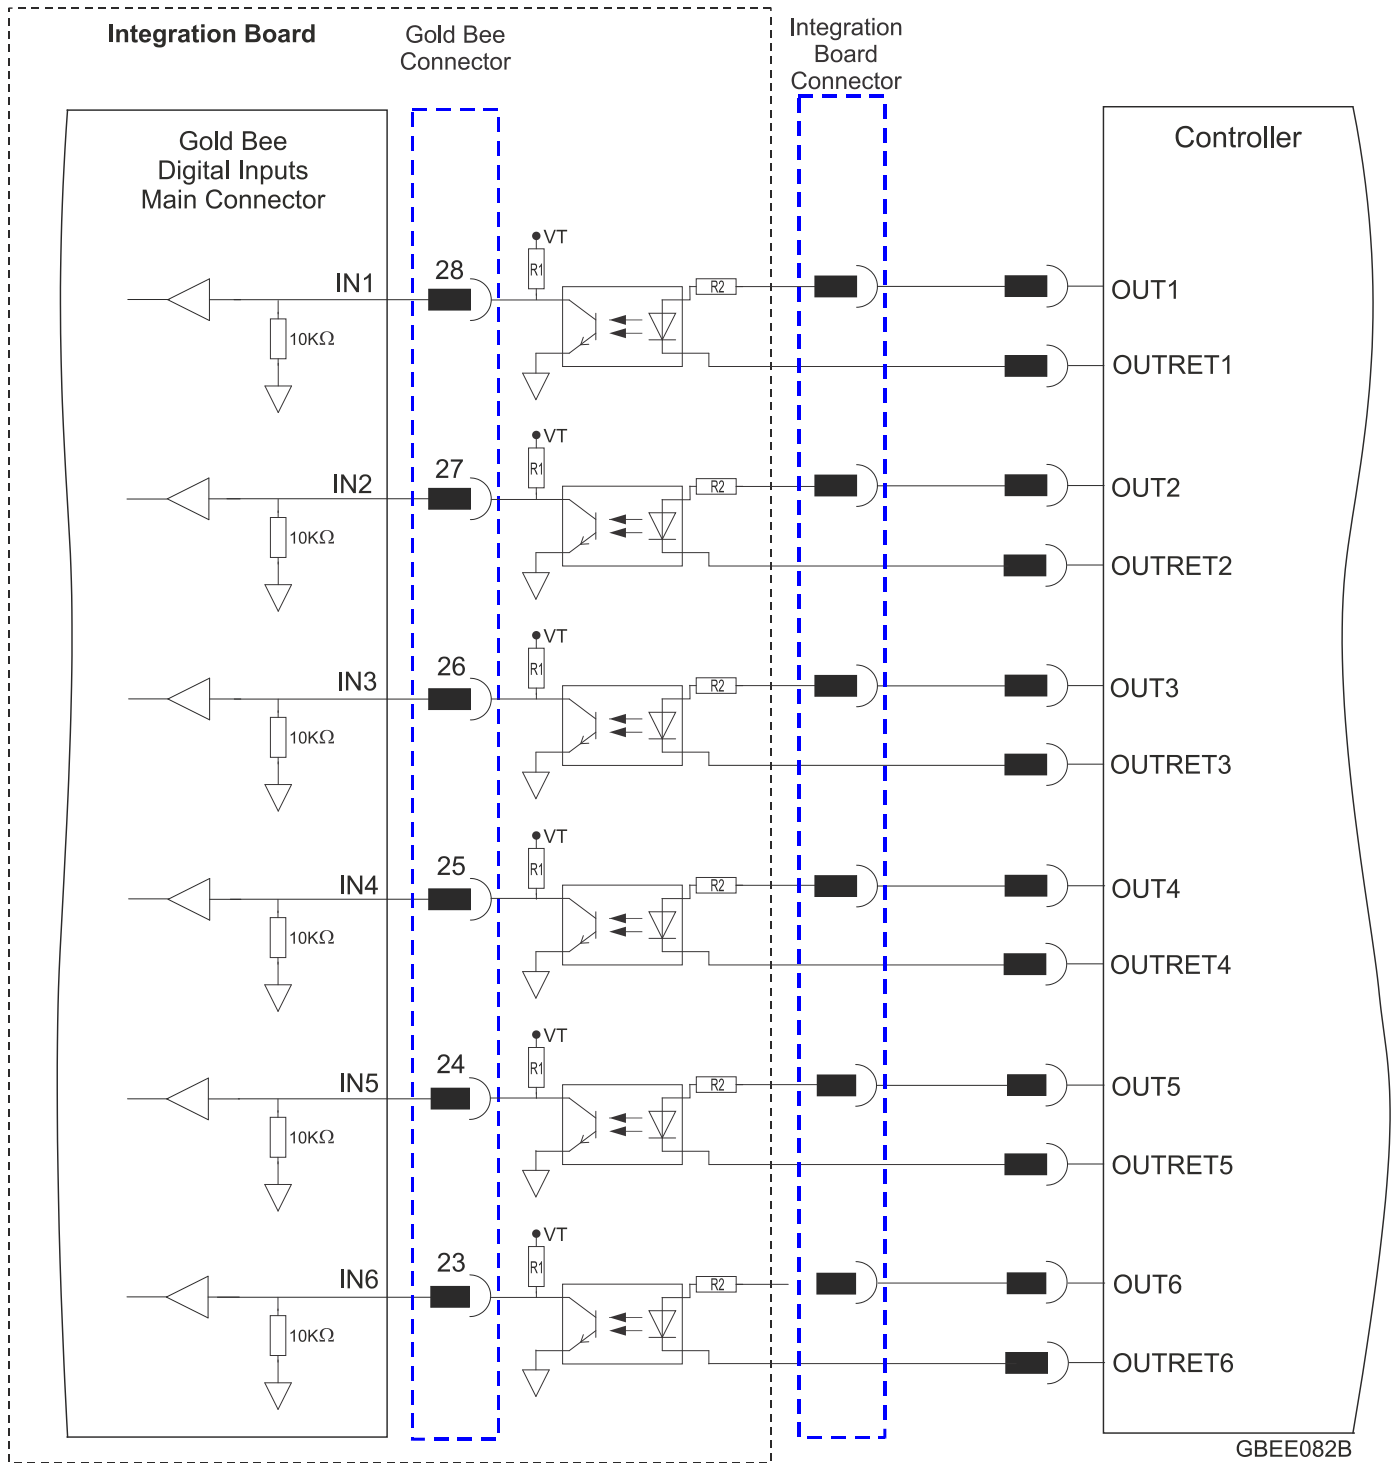 Integration Board
Gold Bee
Connector
Integration
Board
Connector
Gold Bee
Digital Inputs
Main Connector
Controller
VT
R1
IN1
28
R2
OUT1
10KΩ
OUTRET1
VT
R1
IN2
27
R2
OUT2
10KΩ
OUTRET2
VT
R1
IN3
26
R2
OUT3
10KΩ
OUTRET3
VT
R1
IN4
25
R2
OUT4
10KΩ
OUTRET4
VT
R1
IN5
24
R2
OUT5
10KΩ
OUTRET5
VT
R1
IN6
23
R2
OUT6
10KΩ
OUTRET6
GBEE082B